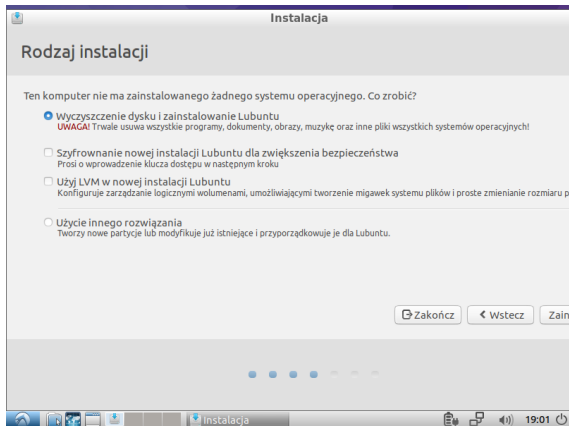 Instalacja
Rodzaj instalacji
Ten komputer nie ma zainstalowanego żadnego systemu operacyjnego. Co zrobić?
Wyczyszczenie dysku i zainstalowanie Lubuntu
UWAGA! Trwale usuwa wszystkie programy, dokumenty, obrazy, muzykę oraz inne pliki wszystkich systemów operacyjnych!
Szyfrowanie nowej instalacji Lubuntu dla zwiększenia bezpieczeństwa
Prosi o wprowadzenie klucza dostępu w następnym kroku
Użyj LVM w nowej instalacji Lubuntu
Konfiguruje zarządzanie logicznymi wolumenami, umożliwiającymi tworzenie migawek systemu plików i proste zmienianie rozmiaru p
Użycie innego rozwiązania
Tworzy nowe partycje lub modyfikuje już istniejące i przyporządkowuje je dla Lubuntu.
Zakończ Wstecz Zain
Instalacja 19:01